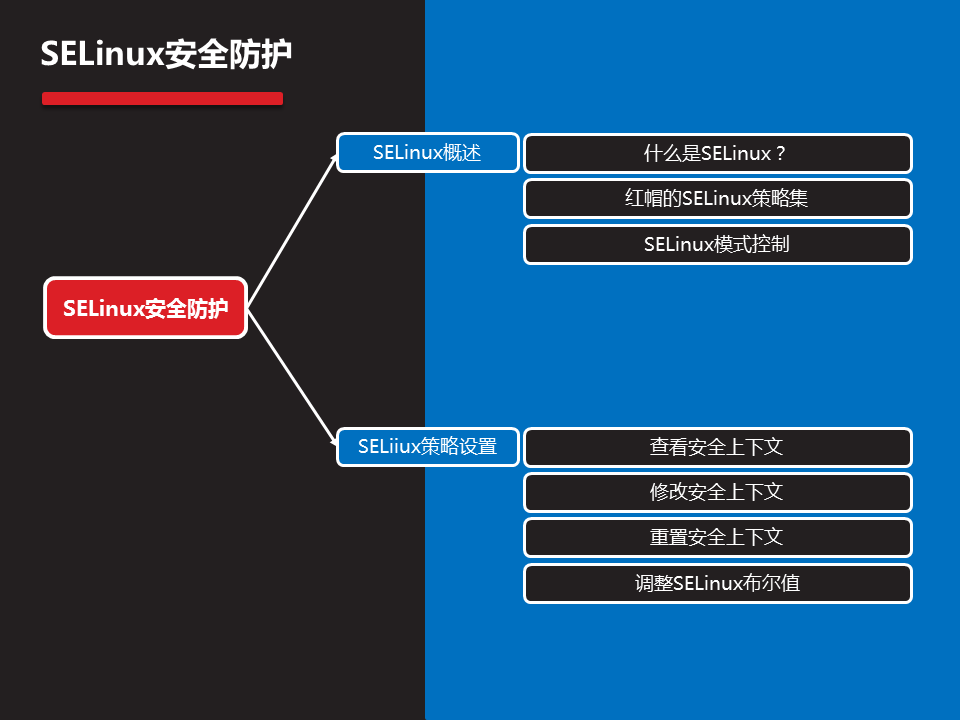 SELinux安全防护
SELinux概述
什么是SELinux？
红帽的SELinux策略集
SELinux模式控制
SELinux安全防护
SELiiux策略设置
查看安全上下文
修改安全上下文
重置安全上下文
调整SELinux布尔值